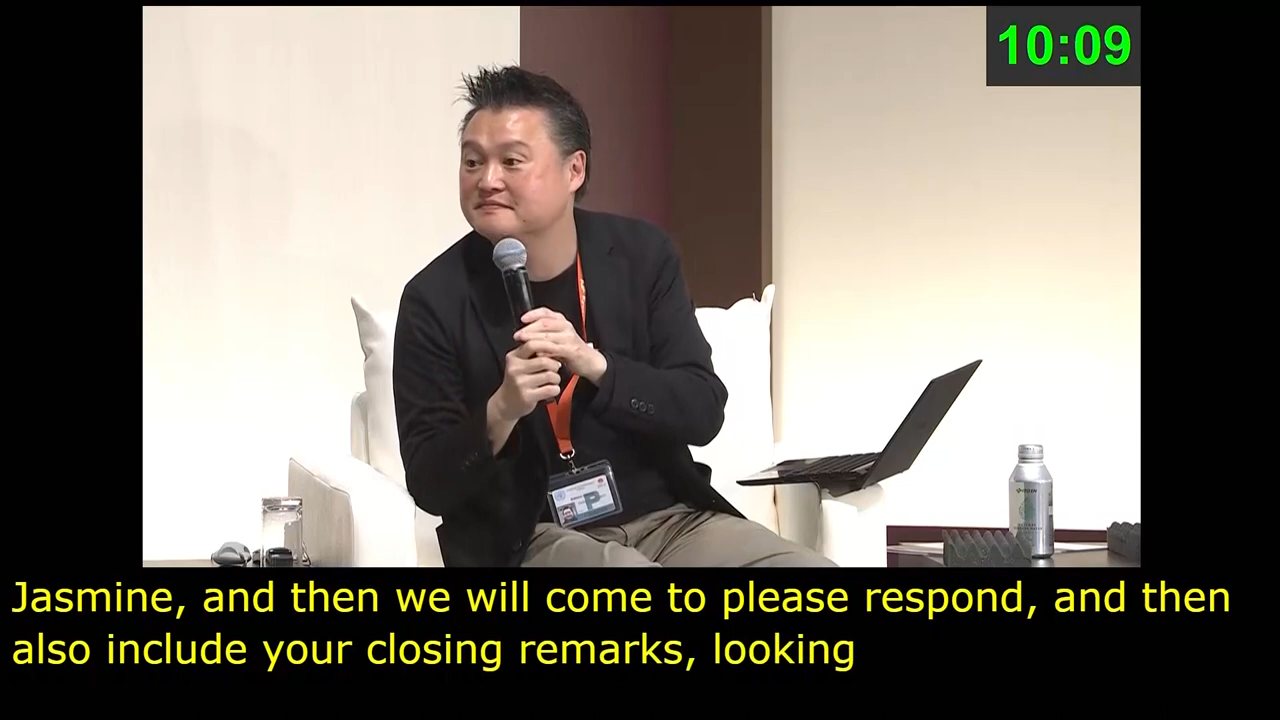 10:09
P
Jasmine, and then we will come to please respond, and then
also include your closing remarks, looking